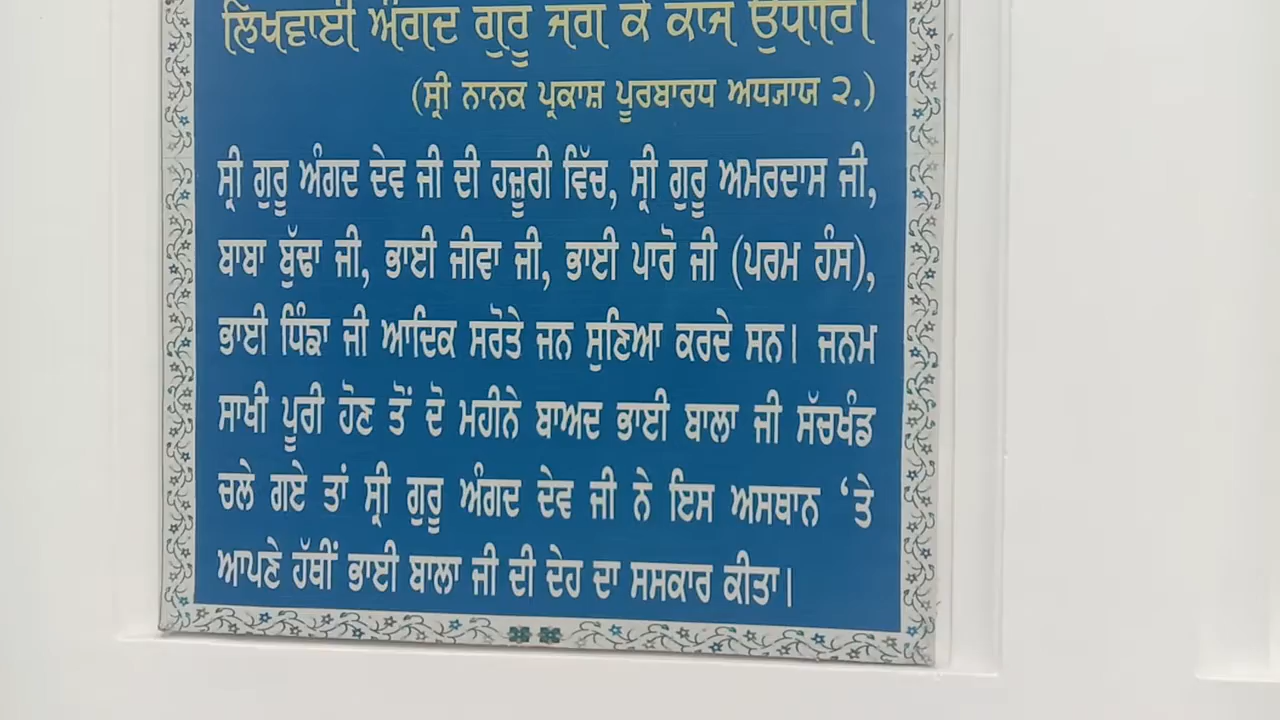 ਲਿਖਵਾਈ ਅੰਗਦ ਗੁਰੂ ਜਗ ਕੇ ਕਾਜ ਉਧਾਰਿ।
(ਸ੍ਰੀ ਨਾਨਕ ਪ੍ਰਕਾਸ਼ ਪੂਰਬਾਰਧ ਅਧਯਾਯ ੨.)
ਸ੍ਰੀ ਗੁਰੂ ਅੰਗਦ ਦੇਵ ਜੀ ਦੀ ਹਜ਼ੂਰੀ ਵਿੱਚ, ਸ੍ਰੀ ਗੁਰੂ ਅਮਰਦਾਸ ਜੀ,
ਬਾਬਾ ਬੁੱਢਾ ਜੀ, ਭਾਈ ਜੀਵਾ ਜੀ, ਭਾਈ ਪਾਰੋ ਜੀ (ਪਰਮ ਹੰਸ),
ਭਾਈ ਧਿੰਙਾ ਜੀ ਆਦਿਕ ਸਰੋਤੇ ਜਨ ਸੁਣਿਆ ਕਰਦੇ ਸਨ। ਜਨਮ
ਸਾਖੀ ਪੂਰੀ ਹੋਣ ਤੋਂ ਦੋ ਮਹੀਨੇ ਬਾਅਦ ਭਾਈ ਬਾਲਾ ਜੀ ਸੱਚਖੰਡ
ਚਲੇ ਗਏ ਤਾਂ ਸ੍ਰੀ ਗੁਰੂ ਅੰਗਦ ਦੇਵ ਜੀ ਨੇ ਇਸ ਅਸਥਾਨ ‘ਤੇ
ਆਪਣੇ ਹੱਥੀਂ ਭਾਈ ਬਾਲਾ ਜੀ ਦੀ ਦੇਹ ਦਾ ਸਸਕਾਰ ਕੀਤਾ।